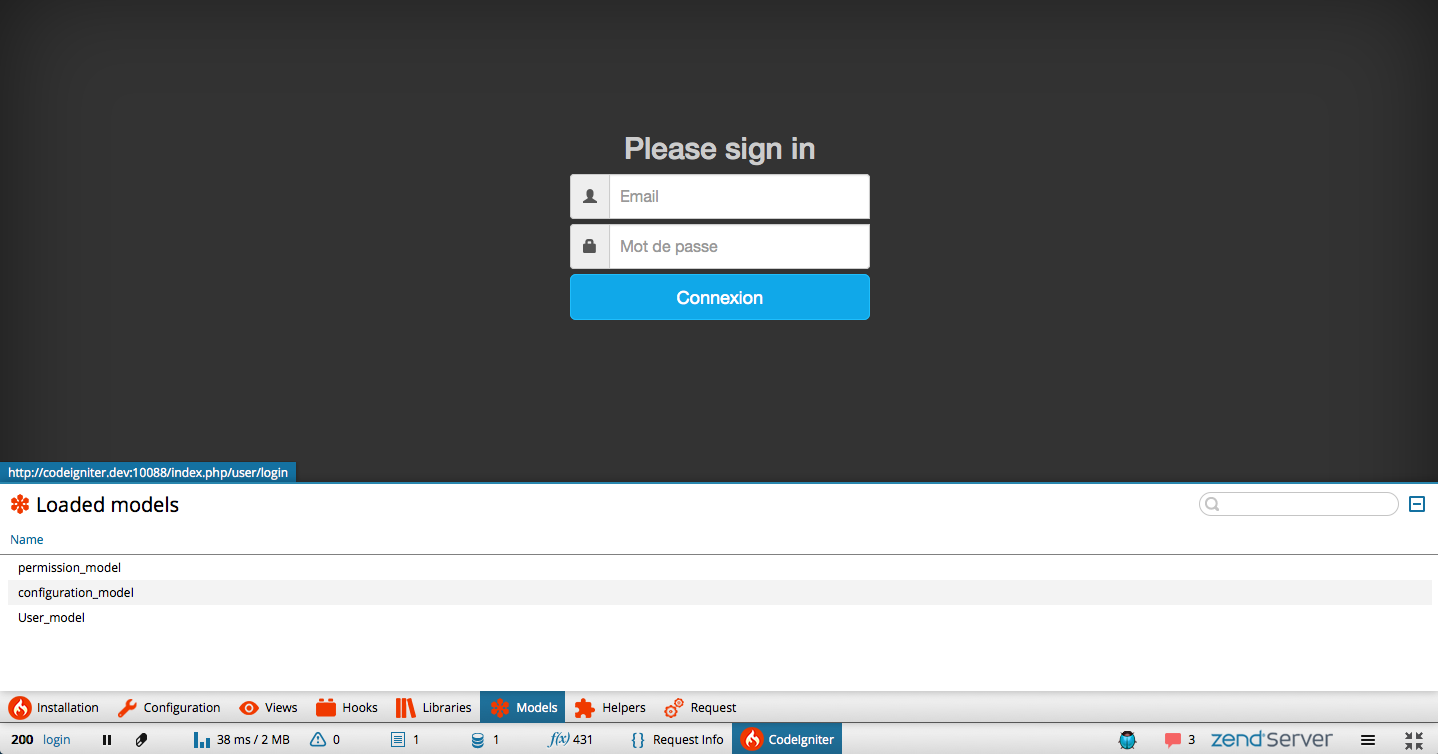 Please sign in
Email
Mot de passe
Connexion
http://codeigniter.dev:10088/index.php/user/login
Loaded models
Name
permission_model
configuration_model
User_model
Installation Configuration Views Hooks Libraries Models Helpers Request
200 login 38 ms / 2 MB 0 1 1 f(x) 431 {} Request Info CodeIgniter 3 zend Server